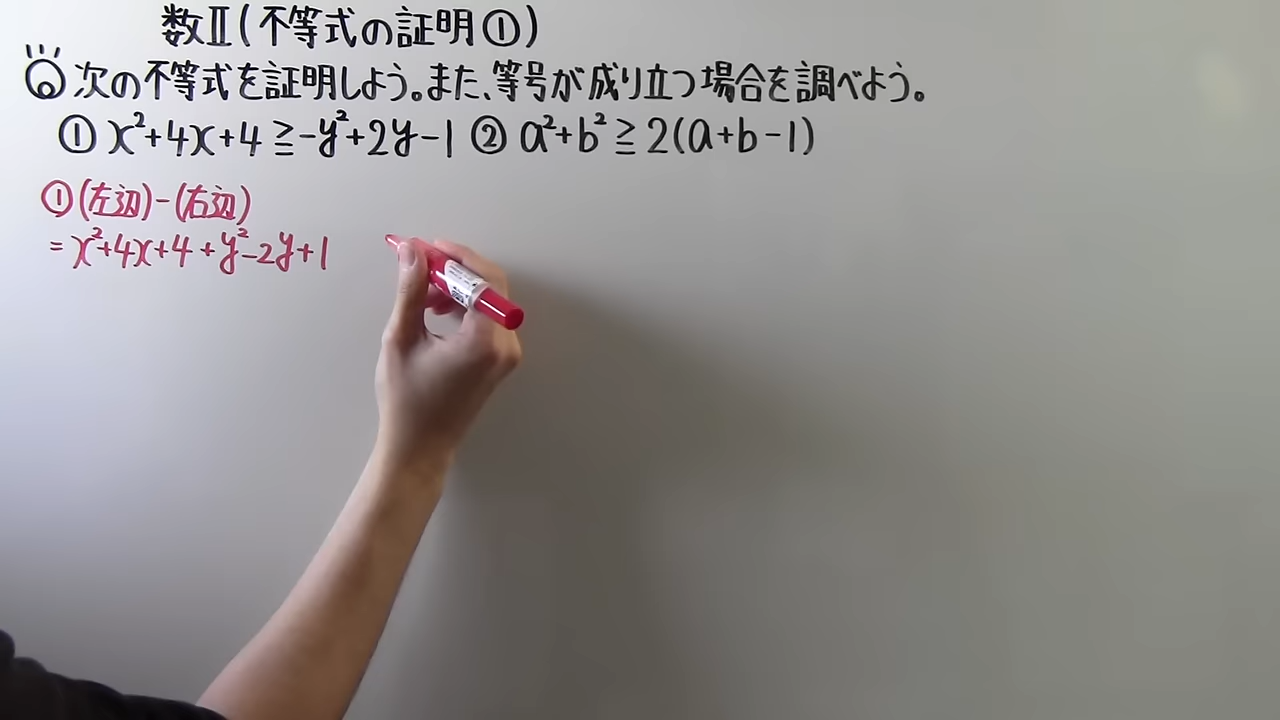 数Ⅱ(不等式の証明①)
◎次の不等式を証明しよう。また、等号が成り立つ場合を調べよう。
① x²+4x+4≧-y²+2y-1 ② a²+b²≧2(a+b-1)
①(左辺)-(右辺)
=x²+4x+4+y²-2y+1